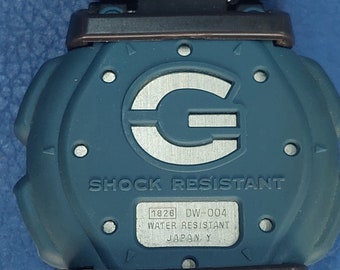 G
SHOCK RESISTANT
1826 DW-004
WATER RESISTANT
JAPAN Y